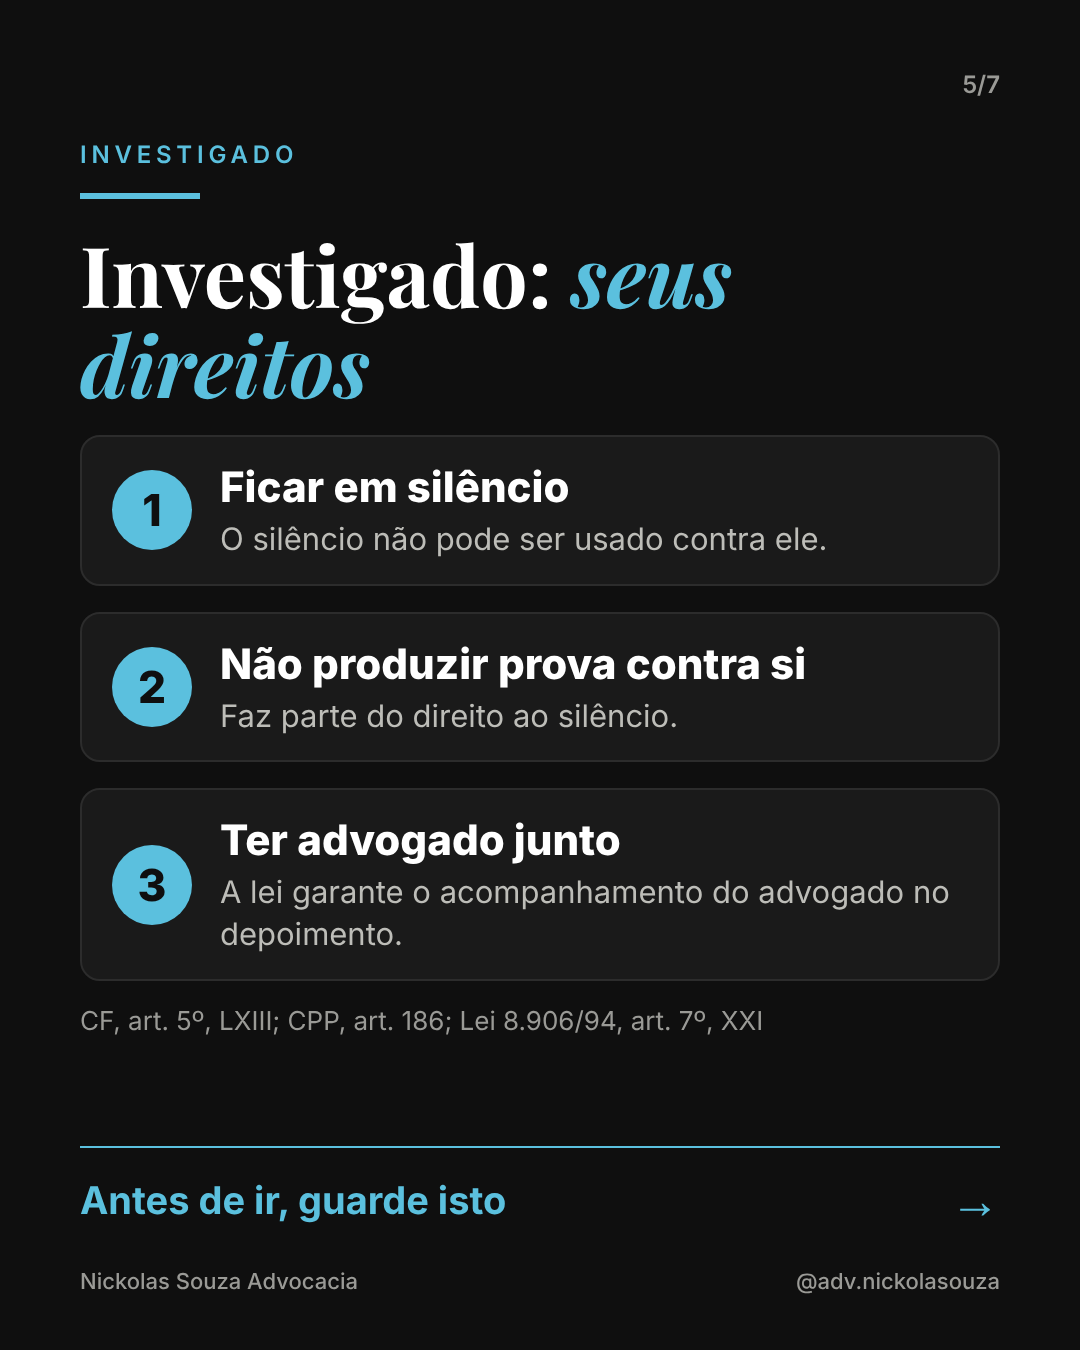 5/7
INVESTIGADO
Investigado: seus
direitos
1
Ficar em silêncio
O silêncio não pode ser usado contra ele.
2
Não produzir prova contra si
Faz parte do direito ao silêncio.
3
Ter advogado junto
A lei garante o acompanhamento do advogado no
depoimento.
CF, art. 5º, LXIII; CPP, art. 186; Lei 8.906/94, art. 7º, XXI
Antes de ir, guarde isto →
Nickolas Souza Advocacia
@adv.nickolasouza